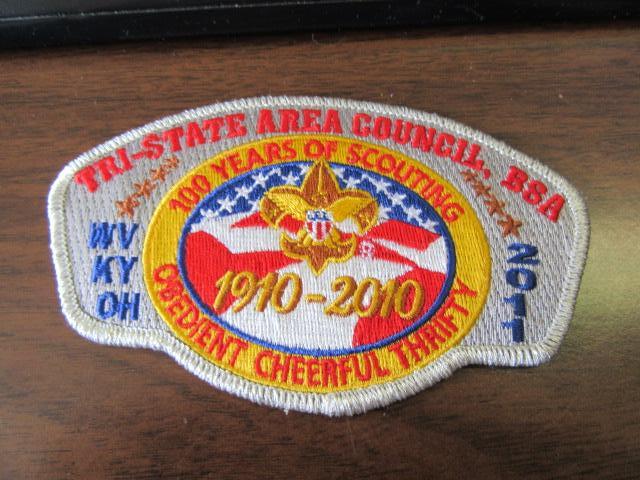 TRI-STATE AREA COUNCIL, BSA
100 YEARS OF SCOUTING
WV
KY
OH
1910-2010
2011
OBEDIENT CHEERFUL THRIFTY